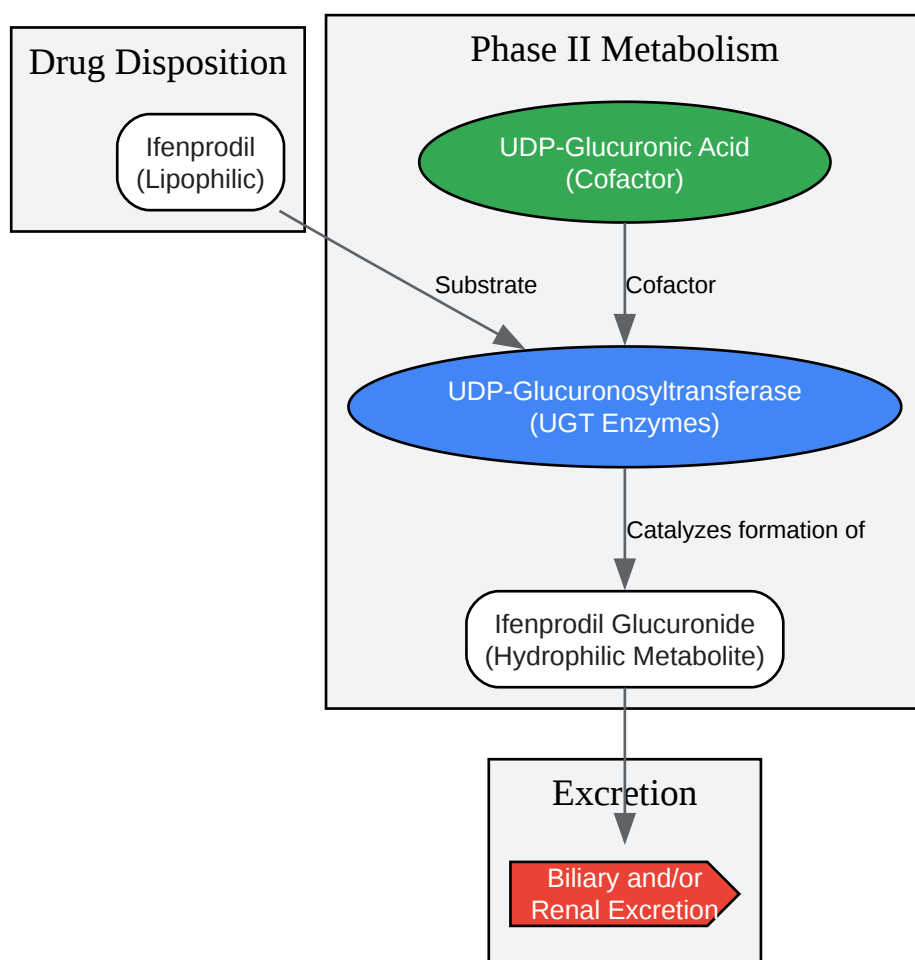 Drug Disposition
Ifenprodil
(Lipophilic)
Phase II Metabolism
UDP-Glucuronic Acid
(Cofactor)
Substrate
Cofactor
UDP-Glucuronosyltransferase
(UGT Enzymes)
Catalyzes formation of
Ifenprodil Glucuronide
(Hydrophilic Metabolite)
Excretion
Biliary and/or
Renal Excretion